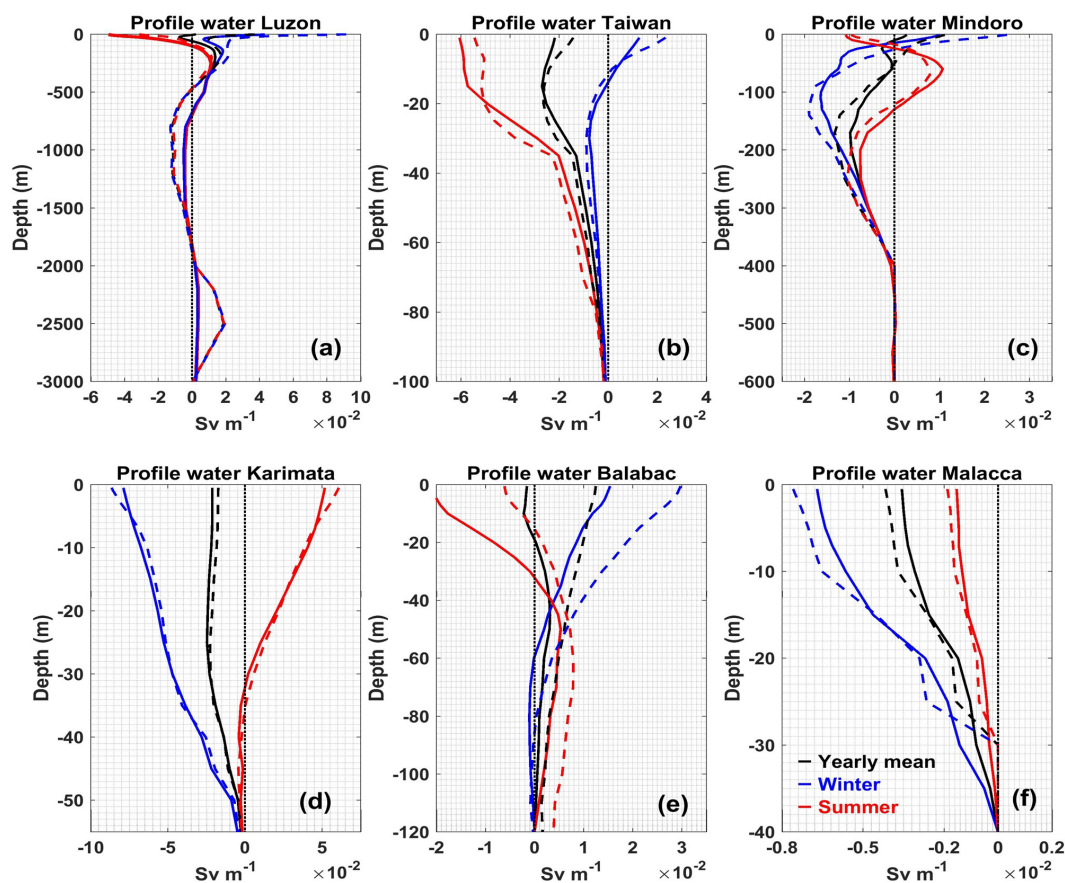 Profile water Luzon
0
-500
-1000
-1500
-2000
-2500
-3000
Depth (m)
6 4 2 0 2 4 6 8 10
Sv m⁻¹
×10⁻²
(a)
Profile water Taiwan
0
-20
-40
-60
-80
-100
Depth (m)
-6 -4 -2 0 2 4
Sv m⁻¹
×10⁻²
(b)
Profile water Mindoro
0
-100
-200
-300
-400
-500
-600
Depth (m)
-2 -1 0 1 2 3
Sv m⁻¹
×10⁻²
(c)
Profile water Karimata
0
-10
-20
-30
-40
-50
Depth (m)
-10 -5 0 5
Sv m⁻¹
×10⁻²
(d)
Profile water Balabac
0
-20
-40
-60
-80
-100
-120
Depth (m)
-2 -1 0 1 2 3
Sv m⁻¹
×10⁻²
(e)
Profile water Malacca
0
-10
-20
-30
-40
Depth (m)
-0.8 -0.5 -0.2 0 0.2
Sv m⁻¹
×10⁻²
Yearly mean
Winter
Summer
(f)